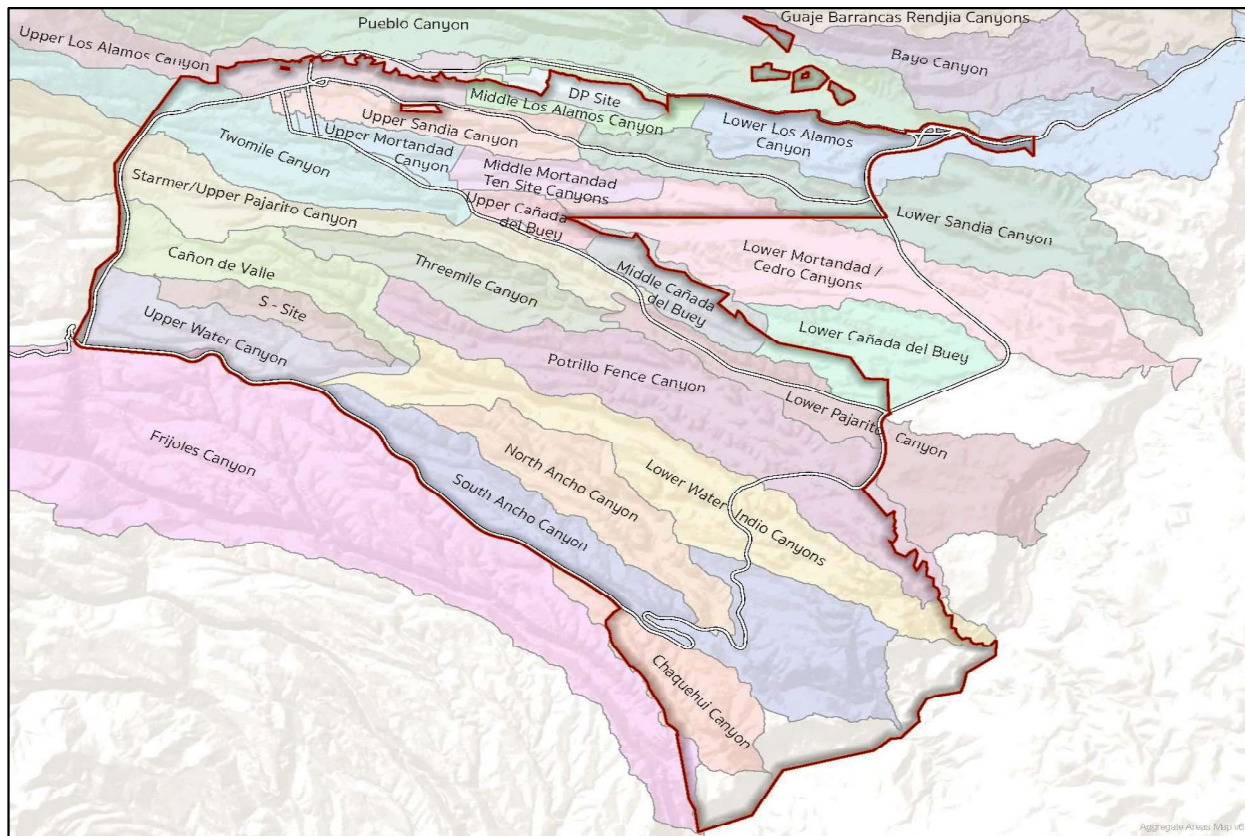 Pueblo Canyon
Guaje Barrancas Rendjia Canyons
Upper Los Alamos Canyon
Bayo Canyon
DP Site
Middle Los Alamos Canyon
Upper Sandia Canyon
Lower Los Alamos
Canyon
Twomile Canyon
Upper Mortandad
Canyon
Middle Mortandad
Ten Site Canyons
Starmer/Upper Pajarito Canyon
Upper Cañada
del Buey
Lower Sandia Canyon
Lower Mortandad /
Cedro Canyons
Cañon de Valle
Threemile Canyon
Middle Cañada
del Buey
S - Site
Upper Water Canyon
Lower Cañada del Buey
Potrillo Fence Canyon
Lower Pajarito Canyon
Frijules Canyon
North Ancho Canyon
South Ancho Canyon
Lower Water Indio Canyons
Chaquehui Canyon
Aggregate Areas Map v6